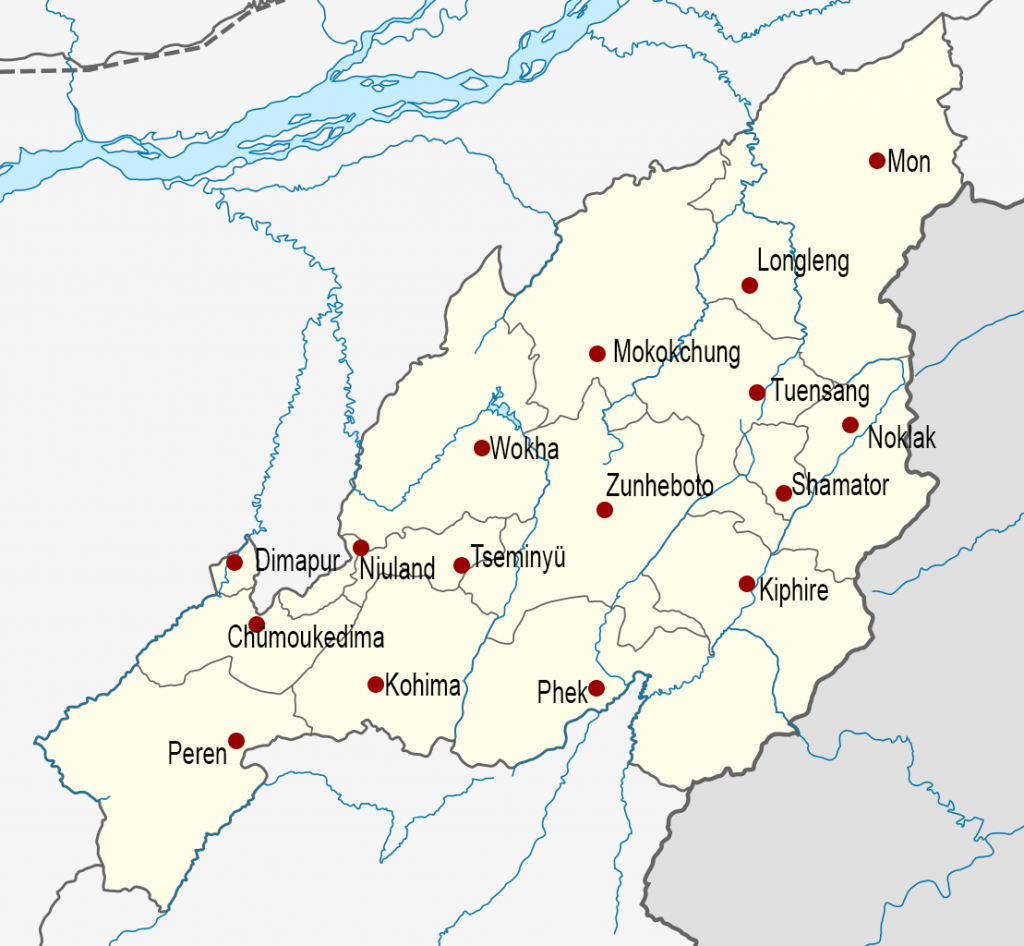 Mon
Longleng
Mokokchung
Tuensang
Noklak
Wokha
Zunheboto
Shamator
Dimapur
Niuland
Tseminyü
Kiphire
Chumoukedima
Kohima
Phek
Peren